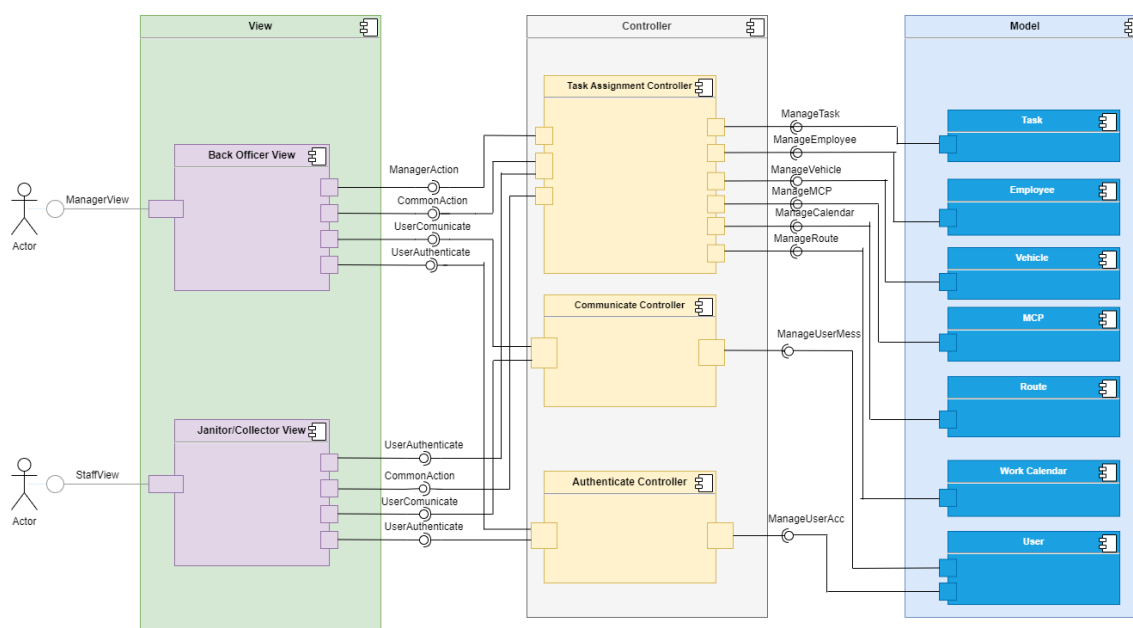 View
Controller
Model
Task Assignment Controller
ManageTask
Task
ManageEmployee
Back Officer View
ManagerAction
ManageVehicle
Employee
ManageMCP
ManagerView
CommonAction
ManageCalendar
UserComunicate
ManageRoute
Actor
UserAuthenticate
Vehicle
Communicate Controller
MCP
ManageUserMess
Route
Janitor/Collector View
UserAuthenticate
StaffView
CommonAction
Authenticate Controller
Work Calendar
UserComunicate
Actor
UserAuthenticate
ManageUserAcc
User